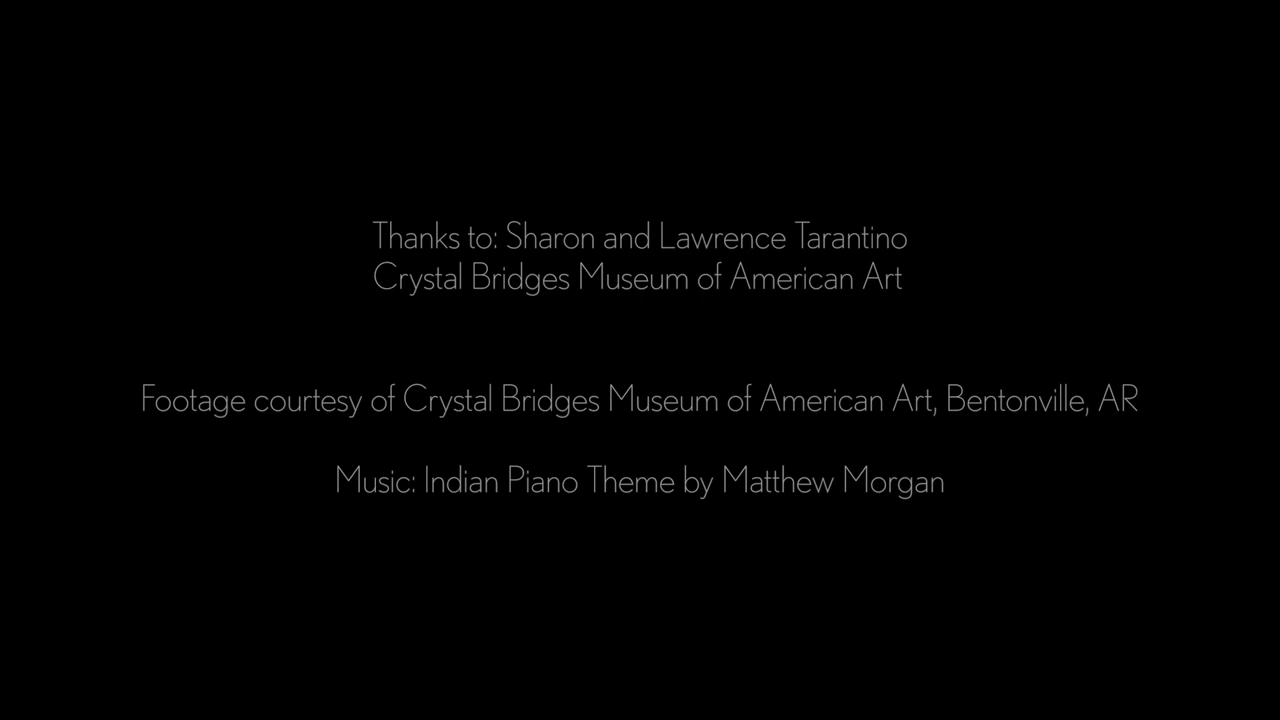 Thanks to: Sharon and Lawrence Tarantino
Crystal Bridges Museum of American Art
Footage courtesy of Crystal Bridges Museum of American Art, Bentonville, AR
Music: Indian Piano Theme by Matthew Morgan